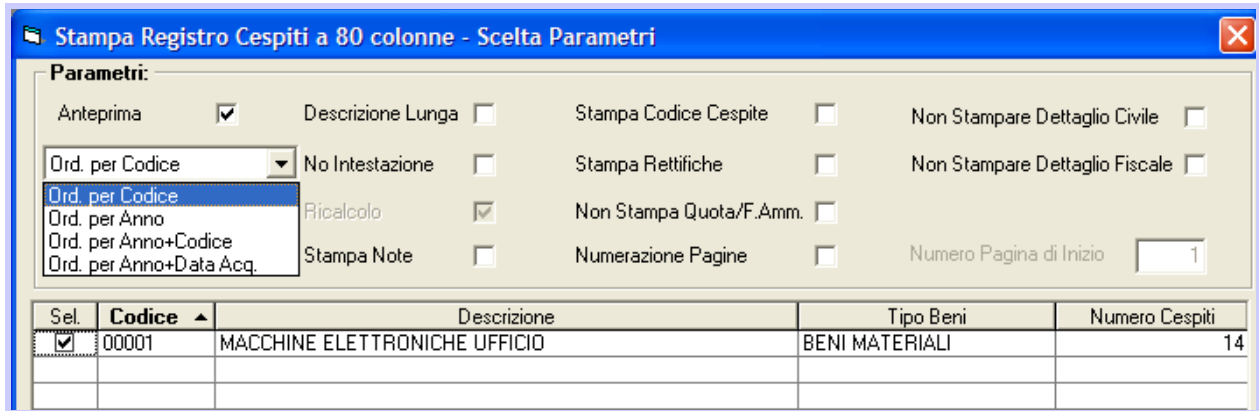 Stampa Registro Cespiti a 80 colonne - Scelta Parametri
Parametri:
Anteprima Descrizione Lunga Stampa Codice Cespite Non Stampare Dettaglio Civile
Ord. per Codice No Intestazione Stampa Rettifiche Non Stampare Dettaglio Fiscale
Ord. per Codice
Ord. per Anno Ricalcolo Non Stampa Quota/F.Amm.
Ord. per Anno+Codice
Ord. per Anno+Data Acq. Stampa Note Numerazione Pagine Numero Pagina di Inizio 1
Sel. Codice Descrizione Tipo Beni Numero Cespiti
00001 MACCHINE ELETTRONICHE UFFICIO BENI MATERIALI 14